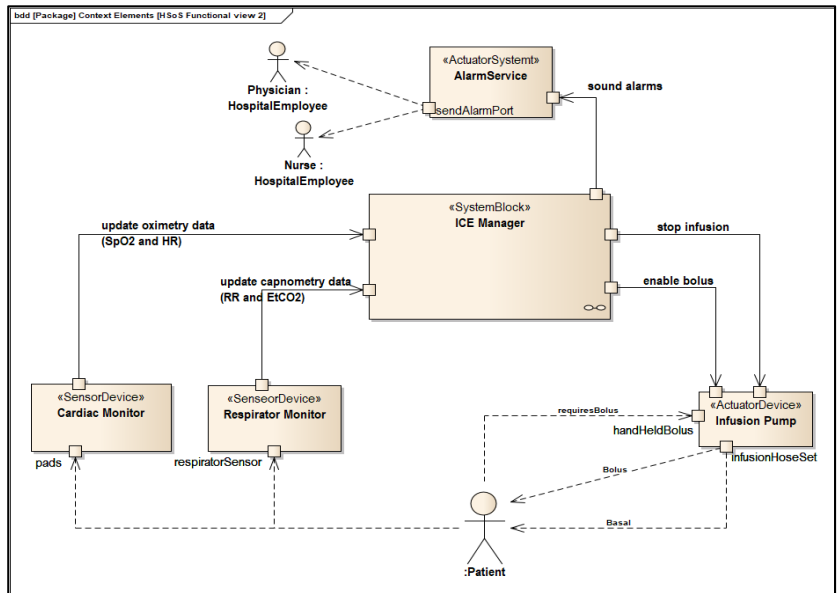 bdd [Package] Context Elements [HSoS Functional view 2]
«ActuatorSystemt»
AlarmService
sound alarms
Physician :
HospitalEmployee
sendAlarmPort
Nurse :
HospitalEmployee
«SystemBlock»
ICE Manager
update oximetry data
(SpO2 and HR)
stop infusion
update capnometry data
(RR and EtCO2)
enable bolus
«SensorDevice»
Cardiac Monitor
«SenseorDevice»
Respirator Monitor
«ActuatorDevice»
Infusion Pump
requiresBolus
handHeldBolus
pads
respiratorSensor
infusionHoseSet
Bolus
Basal
:Patient